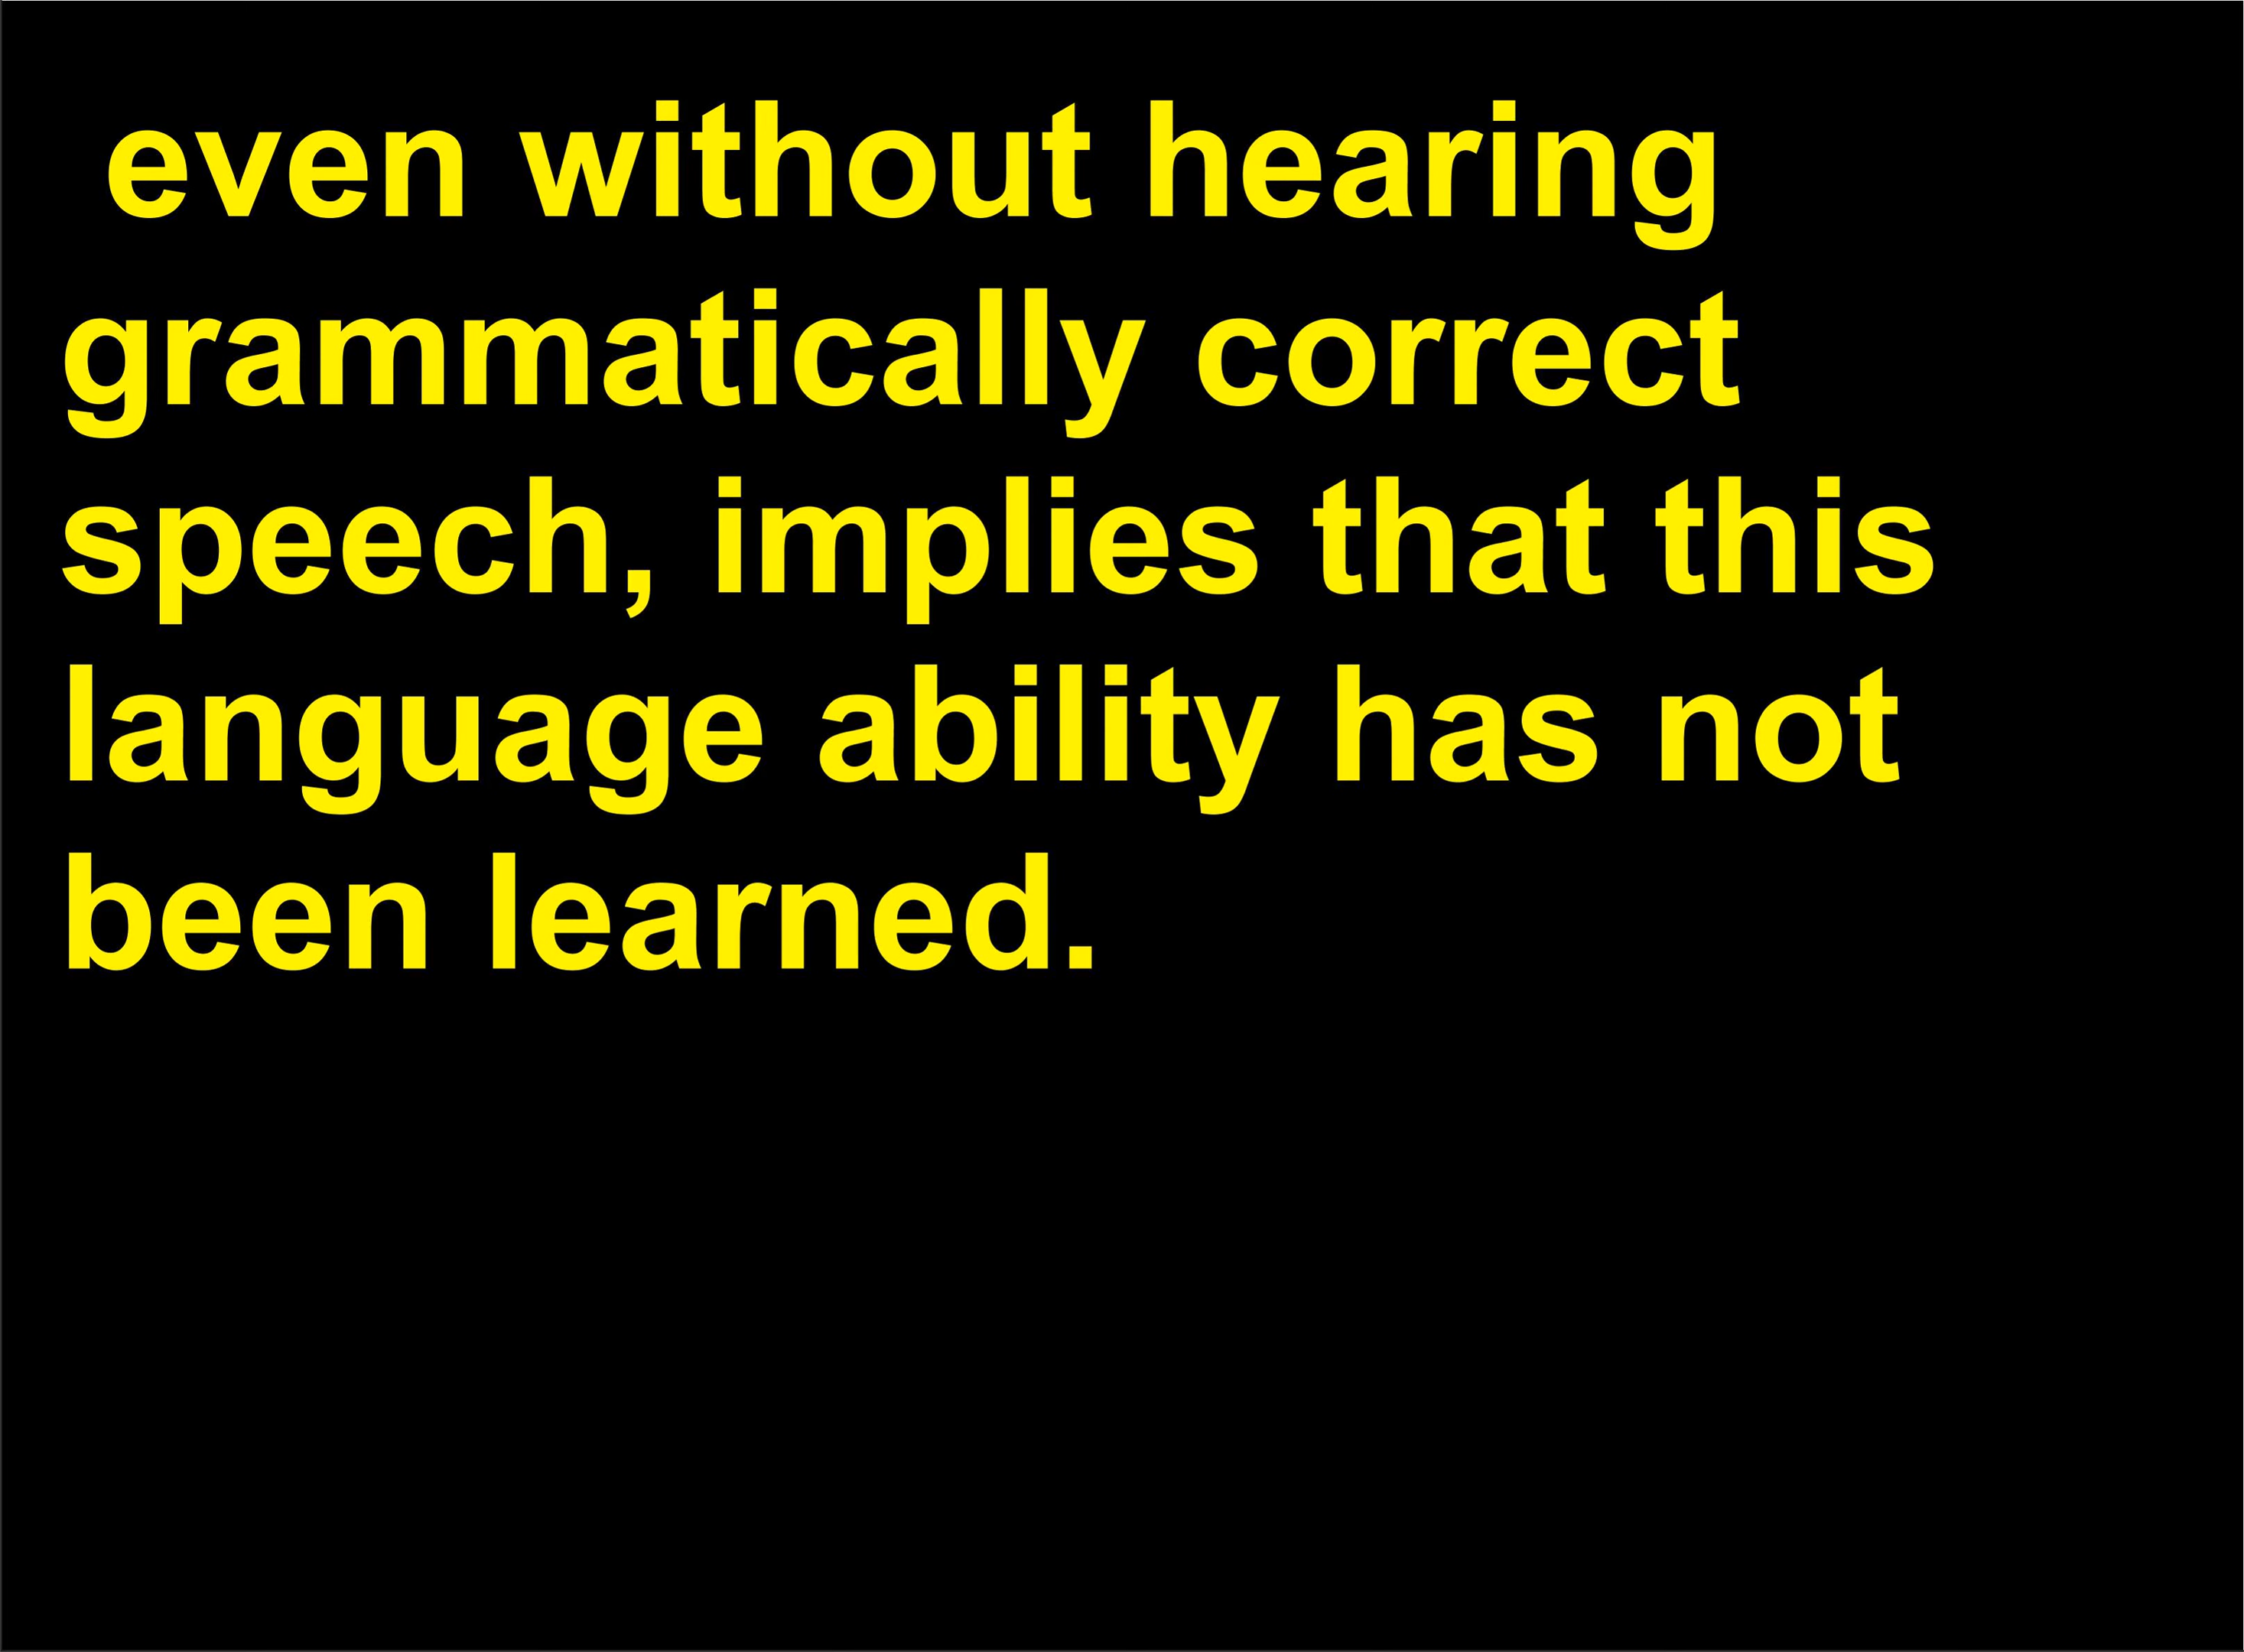 even without hearing
grammatically correct
speech, implies that this
language ability has not
been learned.